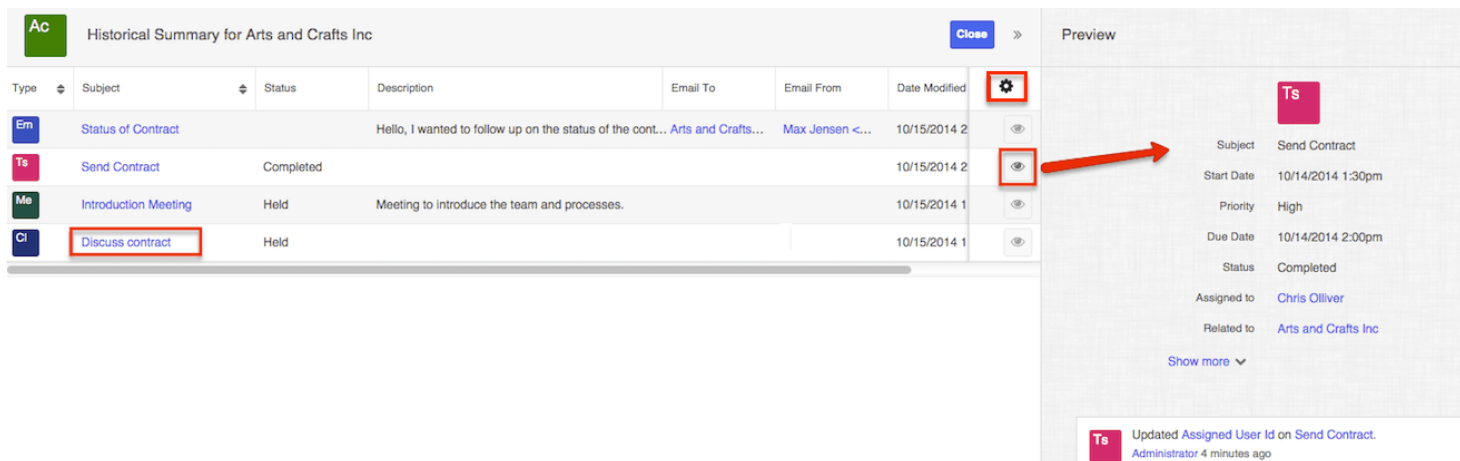 Ac Historical Summary for Arts and Crafts Inc Close » Preview
Type Subject Status Description Email To Email From Date Modified
Em Status of Contract Hello, I wanted to follow up on the status of the cont... Arts and Crafts... Max Jensen <... 10/15/2014 2
Ts Send Contract Completed 10/15/2014 2
Me Introduction Meeting Held Meeting to introduce the team and processes. 10/15/2014 1
Cl Discuss contract Held 10/15/2014 1
Ts
Subject Send Contract
Start Date 10/14/2014 1:30pm
Priority High
Due Date 10/14/2014 2:00pm
Status Completed
Assigned to Chris Olliver
Related to Arts and Crafts Inc
Show more
Ts Updated Assigned User Id on Send Contract.
Administrator 4 minutes ago